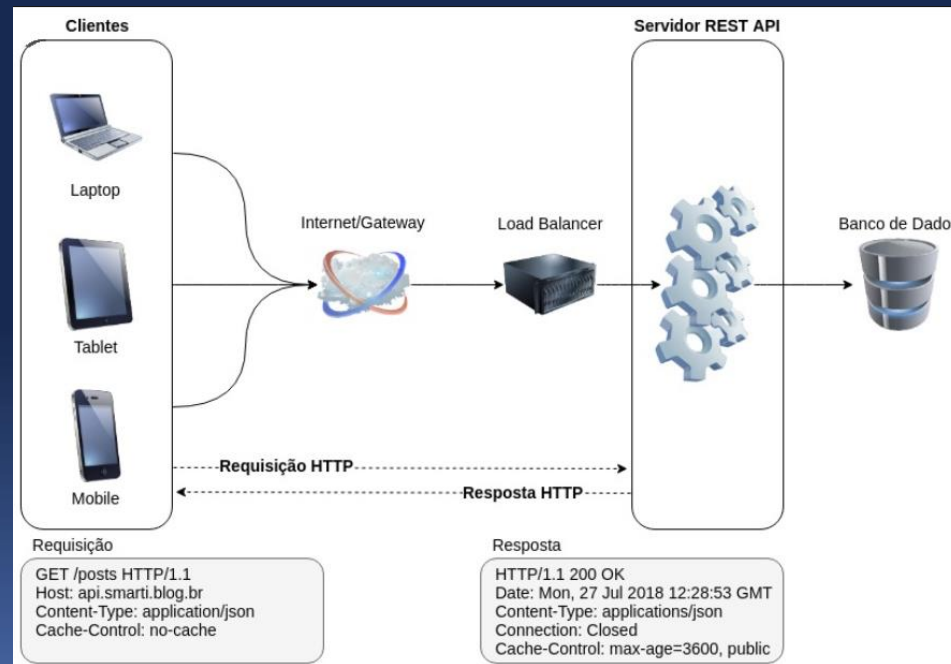 Clientes
Servidor REST API
Laptop
Internet/Gateway
Load Balancer
Banco de Dado
Tablet
Mobile
Requisição HTTP
Resposta HTTP
Requisição
GET /posts HTTP/1.1
Host: api.smarti.blog.br
Content-Type: application/json
Cache-Control: no-cache
Resposta
HTTP/1.1 200 OK
Date: Mon, 27 Jul 2018 12:28:53 GMT
Content-Type: applications/json
Connection: Closed
Cache-Control: max-age=3600, public